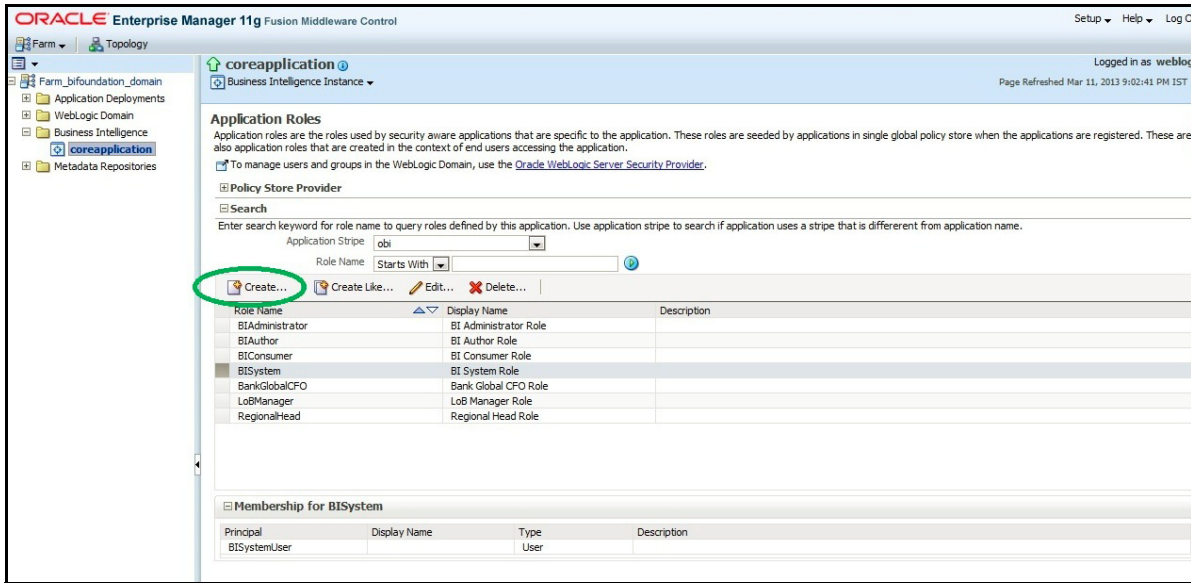 ORACLE Enterprise Manager 11g Fusion Middleware Control
Setup Help Log O
Farm Topology
Farm_bifoundation_domain
Application Deployments
WebLogic Domain
Business Intelligence
coreapplication
Metadata Repositories
coreapplication
Logged in as weblog
Business Intelligence Instance
Page Refreshed Mar 11, 2013 9:02:41 PM IST
Application Roles
Application roles are the roles used by security aware applications that are specific to the application. These roles are seeded by applications in single global policy store when the applications are registered. These are
also application roles that are created in the context of end users accessing the application.
To manage users and groups in the WebLogic Domain, use the Oracle WebLogic Server Security Provider.
Policy Store Provider
Search
Enter search keyword for role name to query roles defined by this application. Use application stripe to search if application uses a stripe that is differerent from application name.
Application Stripe obi
Role Name Starts With
Create... Create Like... Edit... Delete...
Role Name Display Name Description
BIAdministrator BI Administrator Role
BIAuthor BI Author Role
BIConsumer BI Consumer Role
BISystem BI System Role
BankGlobalCFO Bank Global CFO Role
LoBManager LoB Manager Role
RegionalHead Regional Head Role
Membership for BISystem
Principal Display Name Type Description
BISystemUser User